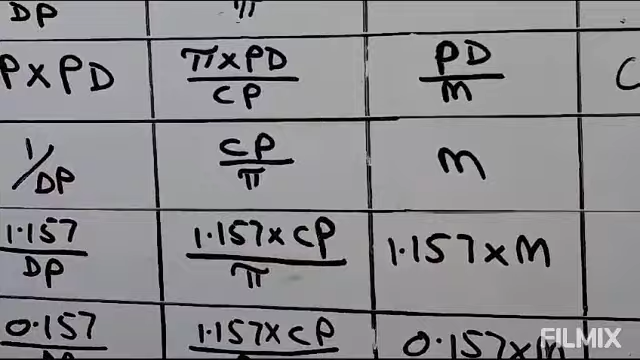 DP π
P × PD π×PD/CP PD/m C
1/DP CP/π m
1.157/DP 1.157×CP/π 1.157×m
0.157 1.157×CP 0.157×m
FILMIX